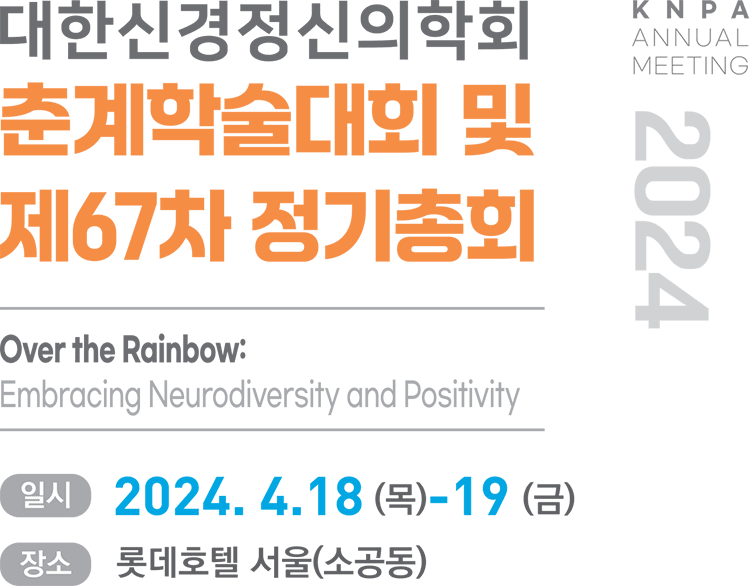 대한신경정신의학회
춘계학술대회 및
제67차 정기총회
KNPA
ANNUAL
MEETING
2024
Over the Rainbow:
Embracing Neurodiversity and Positivity
일시 2024. 4.18 (목)-19 (금)
장소 롯데호텔 서울(소공동)